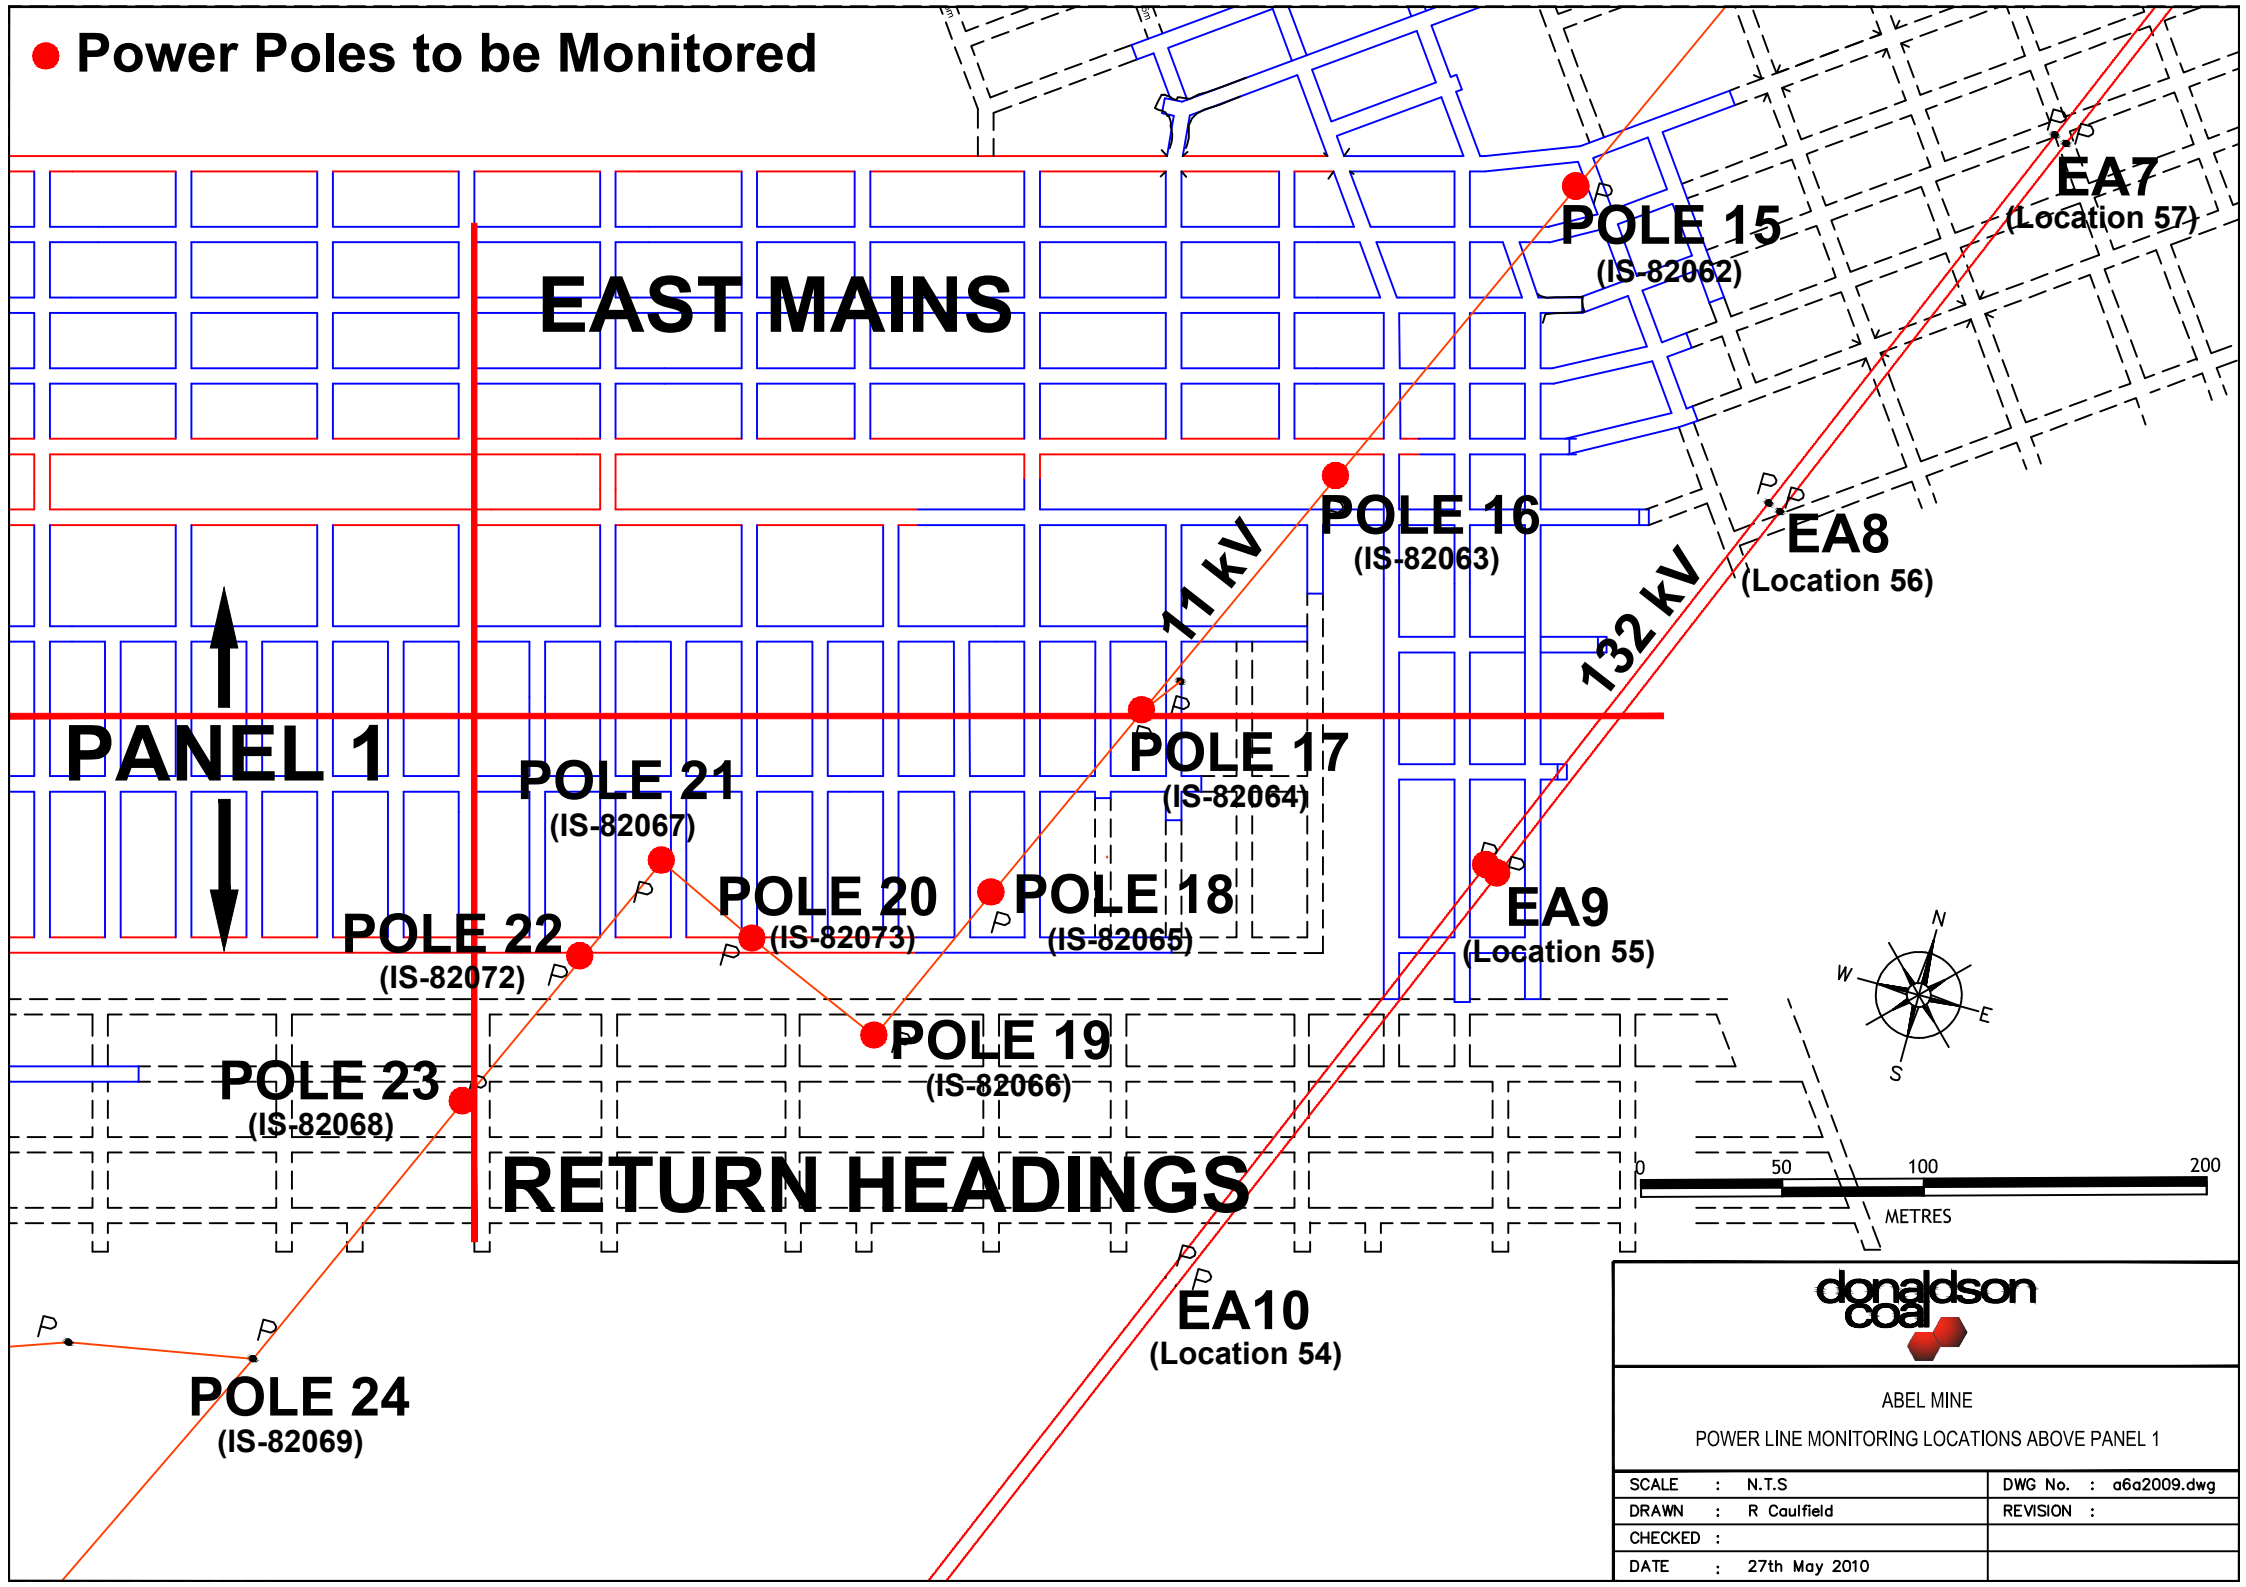 Power Poles to be Monitored
P
P
EA7
(Location 57)
P
POLE 15
(IS-82062)
EAST MAINS
POLE 16
(IS-82063)
11 kV
P
P
EA8
(Location 56)
132 kV
P
P
POLE 17
(IS-82064)
PANEL 1
POLE 21
(IS-82067)
P
POLE 20
(IS-82073)
P
POLE 18
(IS-82065)
P
P
P
EA9
(Location 55)
POLE 22
(IS-82072)
P
N
W
E
S
POLE 19
(IS-82066)
P
POLE 23
(IS-82068)
P
RETURN HEADINGS
0 50 100 200
METRES
P
P
EA10
(Location 54)
P
P
POLE 24
(IS-82069)
donaldson
coal
ABEL MINE
POWER LINE MONITORING LOCATIONS ABOVE PANEL 1
SCALE : N.T.S
DWG No. : a6a2009.dwg
DRAWN : R Caulfield
REVISION :
CHECKED :
DATE : 27th May 2010